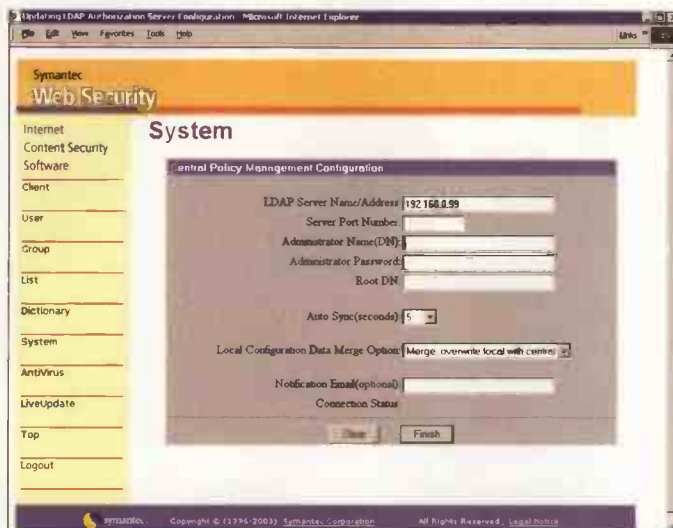 Updating LDAP Authorization Server Configuration - Microsoft Internet Explorer
File Edit View Favorites Tools Help
Links »
Symantec
Web Security
Internet
Content Security
Software
Client
User
Group
List
Dictionary
System
AntiVirus
LiveUpdate
Top
Logout
System
Central Policy Management Configuration
LDAP Server Name/Address: 192.168.0.99
Server Port Number:
Administrator Name(DN):
Administrator Password:
Root DN:
Auto Sync(seconds): 5
Local Configuration Data Merge Option: Merge, overwrite local with central
Notification Email(optional):
Connection Status
Clear Finish
symantec. Copyright © (1996-2003) Symantec Corporation All Rights Reserved, Legal Notice